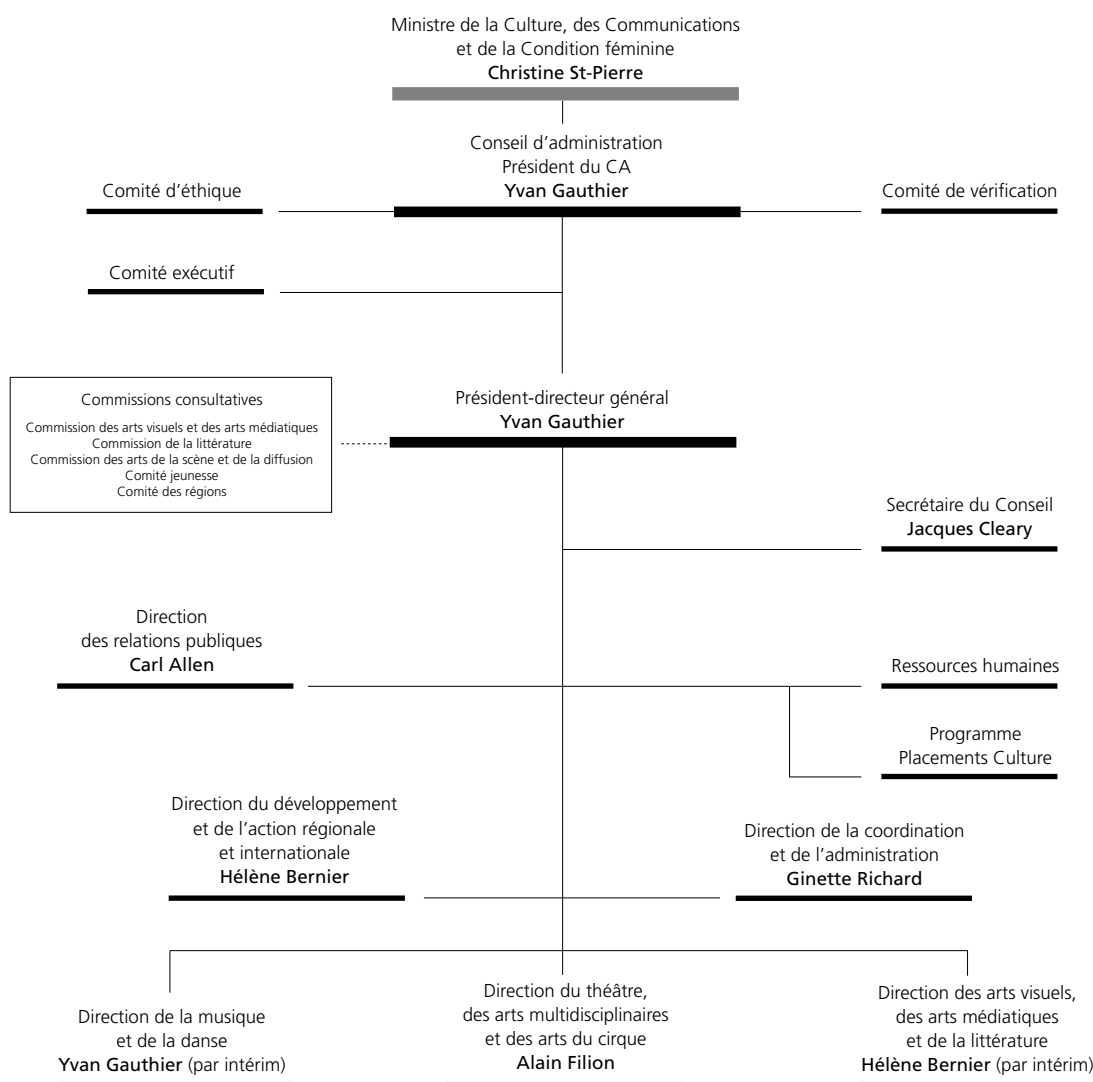 Ministre de la Culture, des Communications
et de la Condition féminine
Christine St-Pierre
Conseil d'administration
Président du CA
Yvan Gauthier
Comité d'éthique
Comité de vérification
Comité exécutif
Commissions consultatives
Commission des arts visuels et des arts médiatiques
Commission de la littérature
Commission des arts de la scène et de la diffusion
Comité jeunesse
Comité des régions
Président-directeur général
Yvan Gauthier
Secrétaire du Conseil
Jacques Cleary
Direction
des relations publiques
Carl Allen
Ressources humaines
Programme
Placements Culture
Direction du développement
et de l'action régionale
et internationale
Hélène Bernier
Direction de la coordination
et de l'administration
Ginette Richard
Direction de la musique
et de la danse
Yvan Gauthier (par intérim)
Direction du théâtre,
des arts multidisciplinaires
et des arts du cirque
Alain Filion
Direction des arts visuels,
des arts médiatiques
et de la littérature
Hélène Bernier (par intérim)